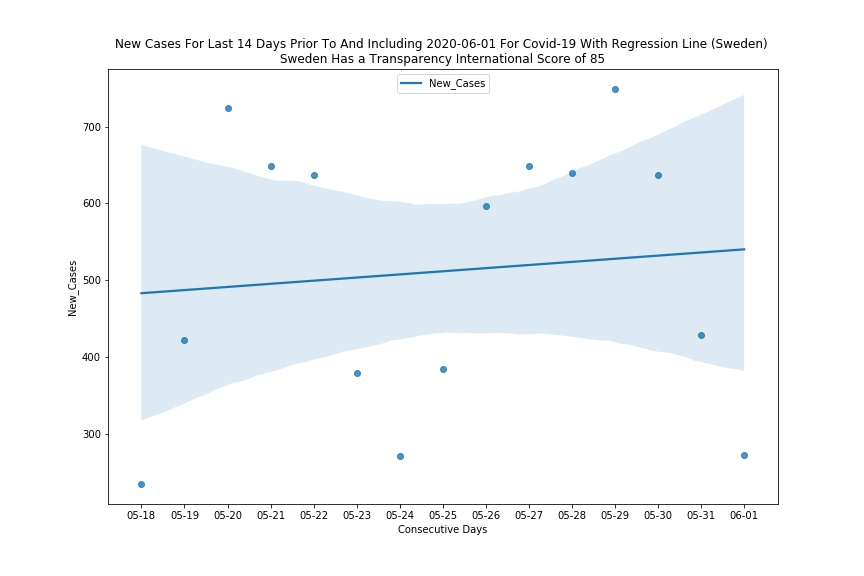 New Cases For Last 14 Days Prior To And Including 2020-06-01 For Covid-19 With Regression Line (Sweden)
Sweden Has a Transparency International Score of 85
New_Cases
700
600
500
400
300
New_Cases
05-18 05-19 05-20 05-21 05-22 05-23 05-24 05-25 05-26 05-27 05-28 05-29 05-30 05-31 06-01
Consecutive Days